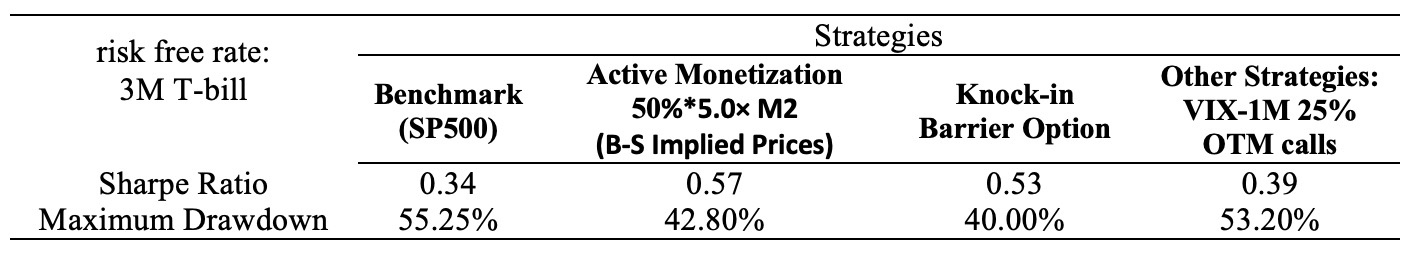 Strategies
risk free rate:
3M T-bill
Benchmark
(SP500)
Active Monetization
50%*5.0× M2
(B-S Implied Prices)
Knock-in
Barrier Option
Other Strategies:
VIX-1M 25%
OTM calls
Sharpe Ratio 0.34 0.57 0.53 0.39
Maximum Drawdown 55.25% 42.80% 40.00% 53.20%